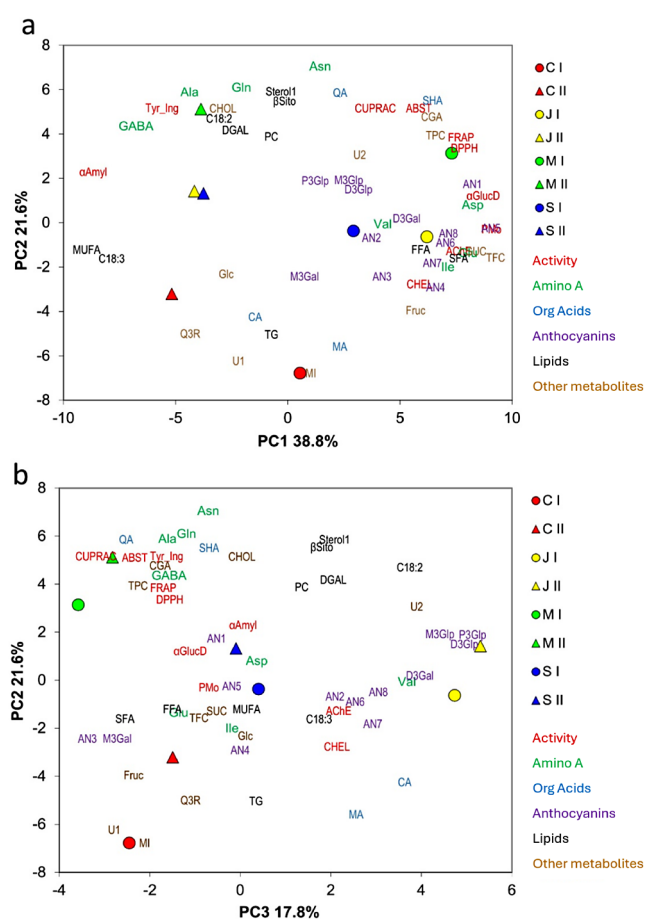 a
8
Asn
Ala
Gln
Sterol1
QA
SHA
C I
6
βSito
C II
Tyr_Ing
CHOL
CUPRAC
ABST
C18:2
CGA
J I
GABA
DGAL
PC
TPC
FRAP
J II
4
DPPH
M I
U2
αAmyl
P3Glp
M3Glp
AN1
M II
2
D3Glp
αGlucD
S I
Asp
S II
D3Gal
Val
PMo
AN5
0
AN2
AN8
AN6
Activity
MUFA
FFA
AChE
SUC
C18:3
SFA
TFC
Amino A
-2
AN7
Ile
Glc
M3Gal
AN3
CHEL
AN4
Org Acids
-4
CA
Fruc
Anthocyanins
Q3R
TG
MA
Lipids
-6
U1
MI
Other metabolites
-8
-10
-5
0
5
10
PC2 21.6%
PC1 38.8%
b
8
Asn
C I
QA
Ala
Gln
Sterol1
6
SHA
βSito
C II
CUPRAC
ABST
Tyr_Ing
CHOL
CGA
C18:2
J I
GABA
DGAL
4
TPC
FRAP
PC
J II
DPPH
U2
M I
αAmyl
M3Glp
P3Glp
M II
2
AN1
D3Glp
αGlucD
Asp
S I
D3Gal
Val
S II
0
PMo
AN5
AN8
AN2
AN6
FFA
SUC
MUFA
AChE
SFA
Glu
TFC
C18:3
AN7
Activity
-2
AN3
M3Gal
Ile
Glc
AN4
CHEL
Amino A
-4
Fruc
CA
Org Acids
Q3R
TG
MA
Anthocyanins
-6
U1
Lipids
MI
Other metabolites
-8
-4
-2
0
2
4
6
PC2 21.6%
PC3 17.8%